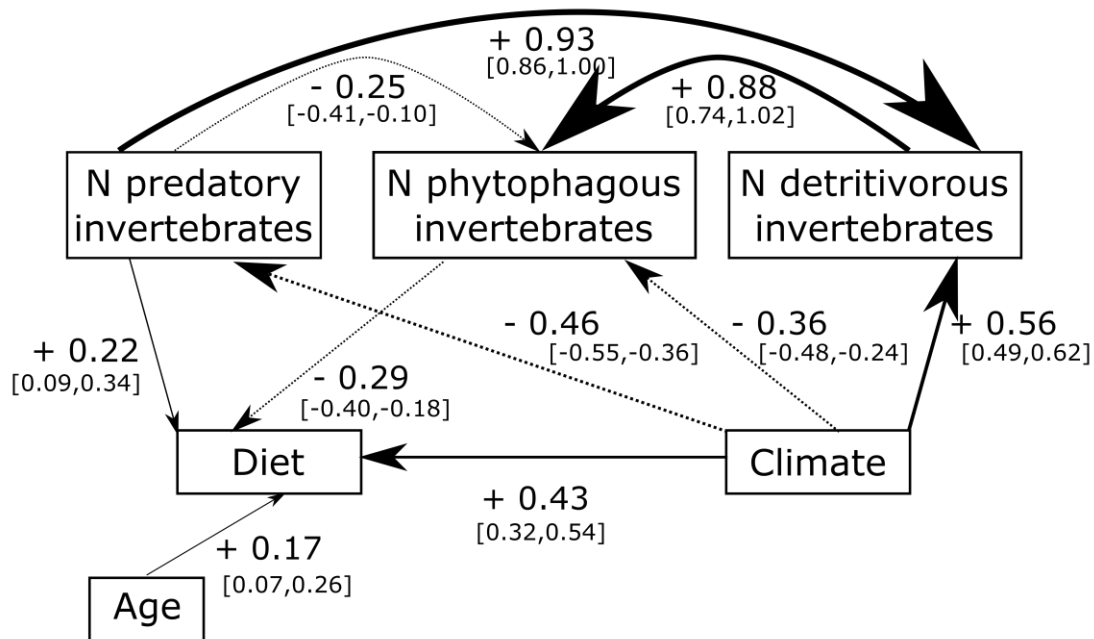 + 0.93
[0.86,1.00]
- 0.25
[-0.41,-0.10]
+ 0.88
[0.74,1.02]
N predatory
invertebrates
N phytophagous
invertebrates
N detritivorous
invertebrates
+ 0.22
[0.09,0.34]
- 0.29
[-0.40,-0.18]
- 0.46
[-0.55,-0.36]
- 0.36
[-0.48,-0.24]
+ 0.56
[0.49,0.62]
Diet
Climate
+ 0.43
[0.32,0.54]
+ 0.17
[0.07,0.26]
Age